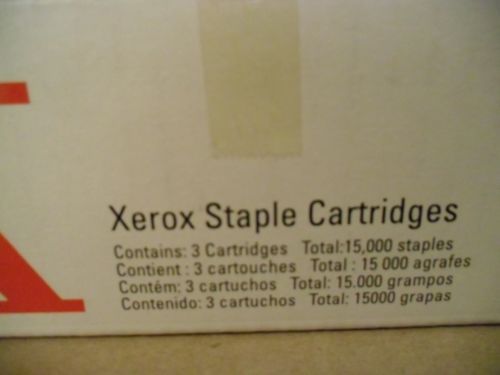 Xerox Staple Cartridges
Contains: 3 Cartridges Total:15,000 staples
Contient : 3 cartouches Total : 15 000 agrafes
Contém: 3 cartuchos Total: 15.000 grampos
Contenido: 3 cartuchos Total: 15000 grapas